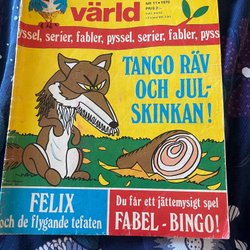 värld
NR 11 • 1970
PRIS 2:-
yssel, serier, fabler, pyssel, serier, fabler, pyss
TANGO RÄV
OCH JUL-
SKINKAN!
FELIX
och de flygande tefaten
Du får ett jättemysigt spel
FABEL-BINGO!